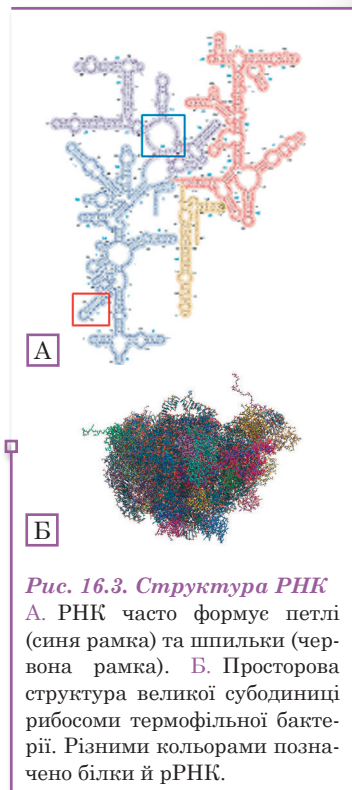 А
Б
Рис. 16.3. Структура РНК
А. РНК часто формує петлі
(синя рамка) та шпильки (чер-
вона рамка). Б. Просторова
структура великої субодиниці
рибосоми термофільної бакте-
рії. Різними кольорами позна-
чено білки й рРНК.